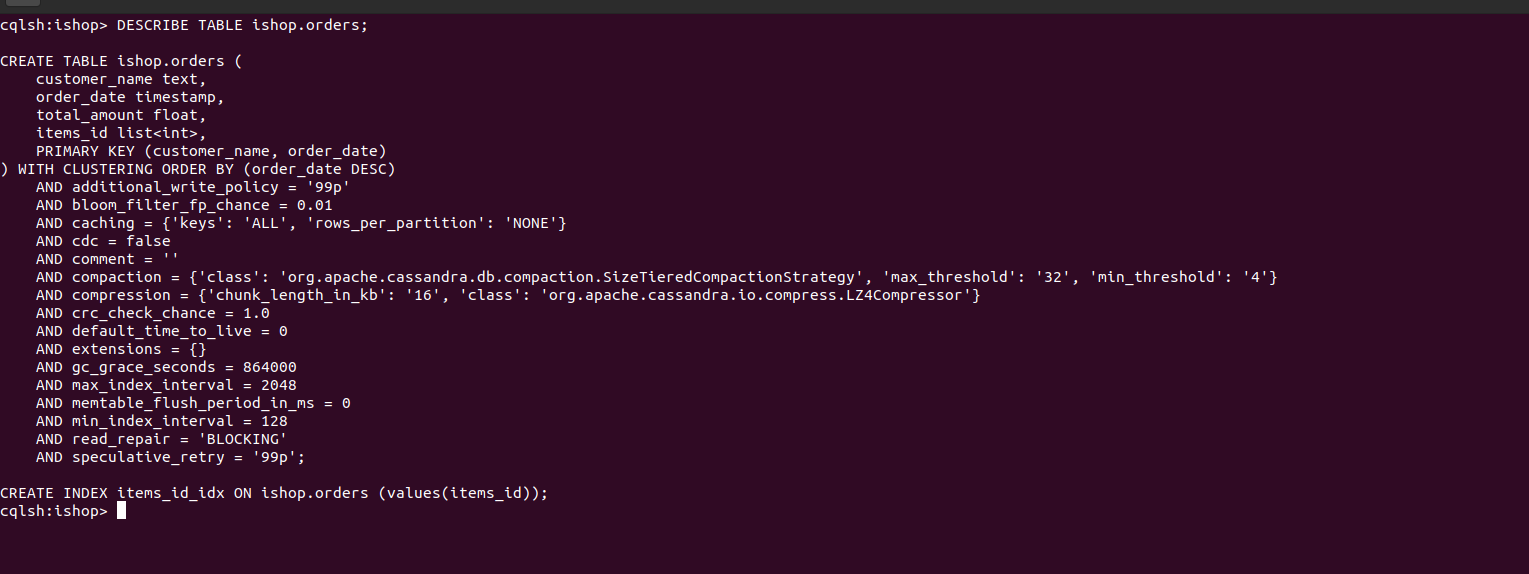 cqlsh:ishop> DESCRIBE TABLE ishop.orders;
CREATE TABLE ishop.orders (
    customer_name text,
    order_date timestamp,
    total_amount float,
    items_id list<int>,
    PRIMARY KEY (customer_name, order_date)
) WITH CLUSTERING ORDER BY (order_date DESC)
    AND additional_write_policy = '99p'
    AND bloom_filter_fp_chance = 0.01
    AND caching = {'keys': 'ALL', 'rows_per_partition': 'NONE'}
    AND cdc = false
    AND comment = ''
    AND compaction = {'class': 'org.apache.cassandra.db.compaction.SizeTieredCompactionStrategy', 'max_threshold': '32', 'min_threshold': '4'}
    AND compression = {'chunk_length_in_kb': '16', 'class': 'org.apache.cassandra.io.compress.LZ4Compressor'}
    AND crc_check_chance = 1.0
    AND default_time_to_live = 0
    AND extensions = {}
    AND gc_grace_seconds = 864000
    AND max_index_interval = 2048
    AND memtable_flush_period_in_ms = 0
    AND min_index_interval = 128
    AND read_repair = 'BLOCKING'
    AND speculative_retry = '99p';
CREATE INDEX items_id_idx ON ishop.orders (values(items_id));
cqlsh:ishop>